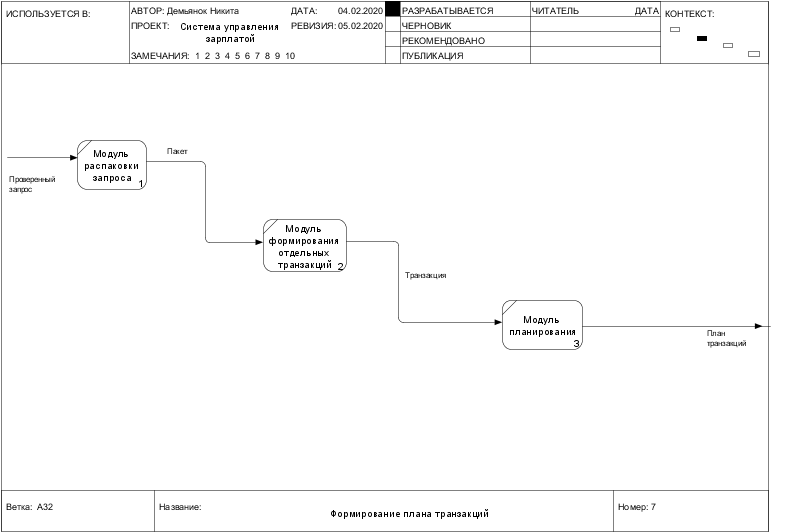 ИСПОЛЬЗУЕТСЯ В:
АВТОР: Демьянок Никита
ДАТА: 04.02.2020
ПРОЕКТ: Система управления
зарплатой
РЕВИЗИЯ: 05.02.2020
ЗАМЕЧАНИЯ: 1 2 3 4 5 6 7 8 9 10
РАЗРАБАТЫВАЕТСЯ
ЧЕРНОВИК
РЕКОМЕНДОВАНО
ПУБЛИКАЦИЯ
ЧИТАТЕЛЬ ДАТА
КОНТЕКСТ:
Проверенный
запрос
Модуль
распаковки
запроса
1
Пакет
Модуль
формирования
отдельных
транзакций
2
Транзакция
Модуль
планирования
3
План
транзакций
Ветка: А32
Название:
Формирование плана транзакций
Номер: 7